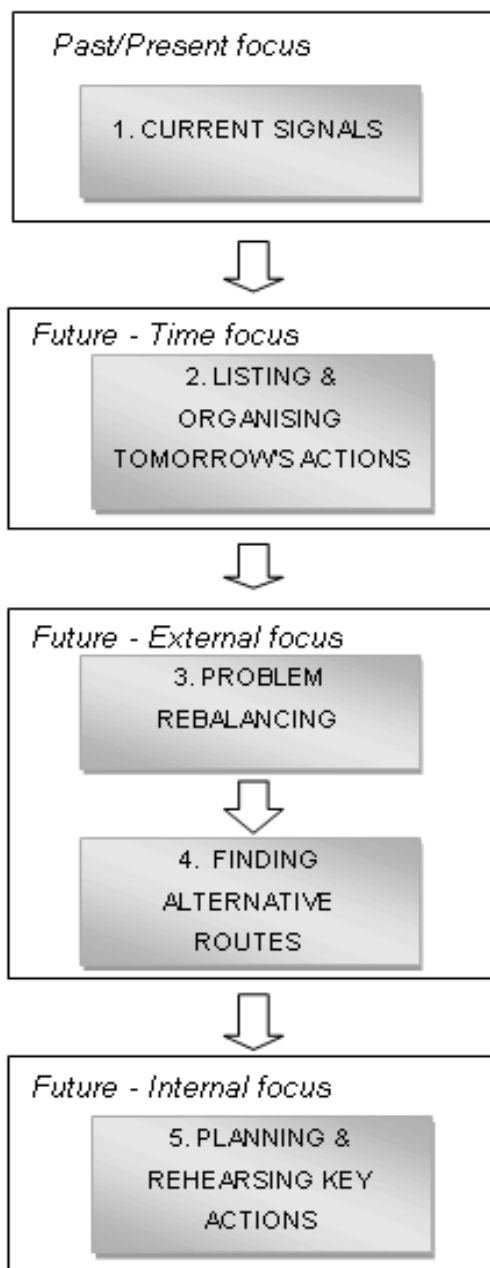 Past/Present focus
1. CURRENT SIGNALS
Future - Time focus
2. LISTING &
ORGANISING
TOMORROW'S ACTIONS
Future - External focus
3. PROBLEM
REBALANCING
4. FINDING
ALTERNATIVE
ROUTES
Future - Internal focus
5. PLANNING &
REHEARSING KEY
ACTIONS